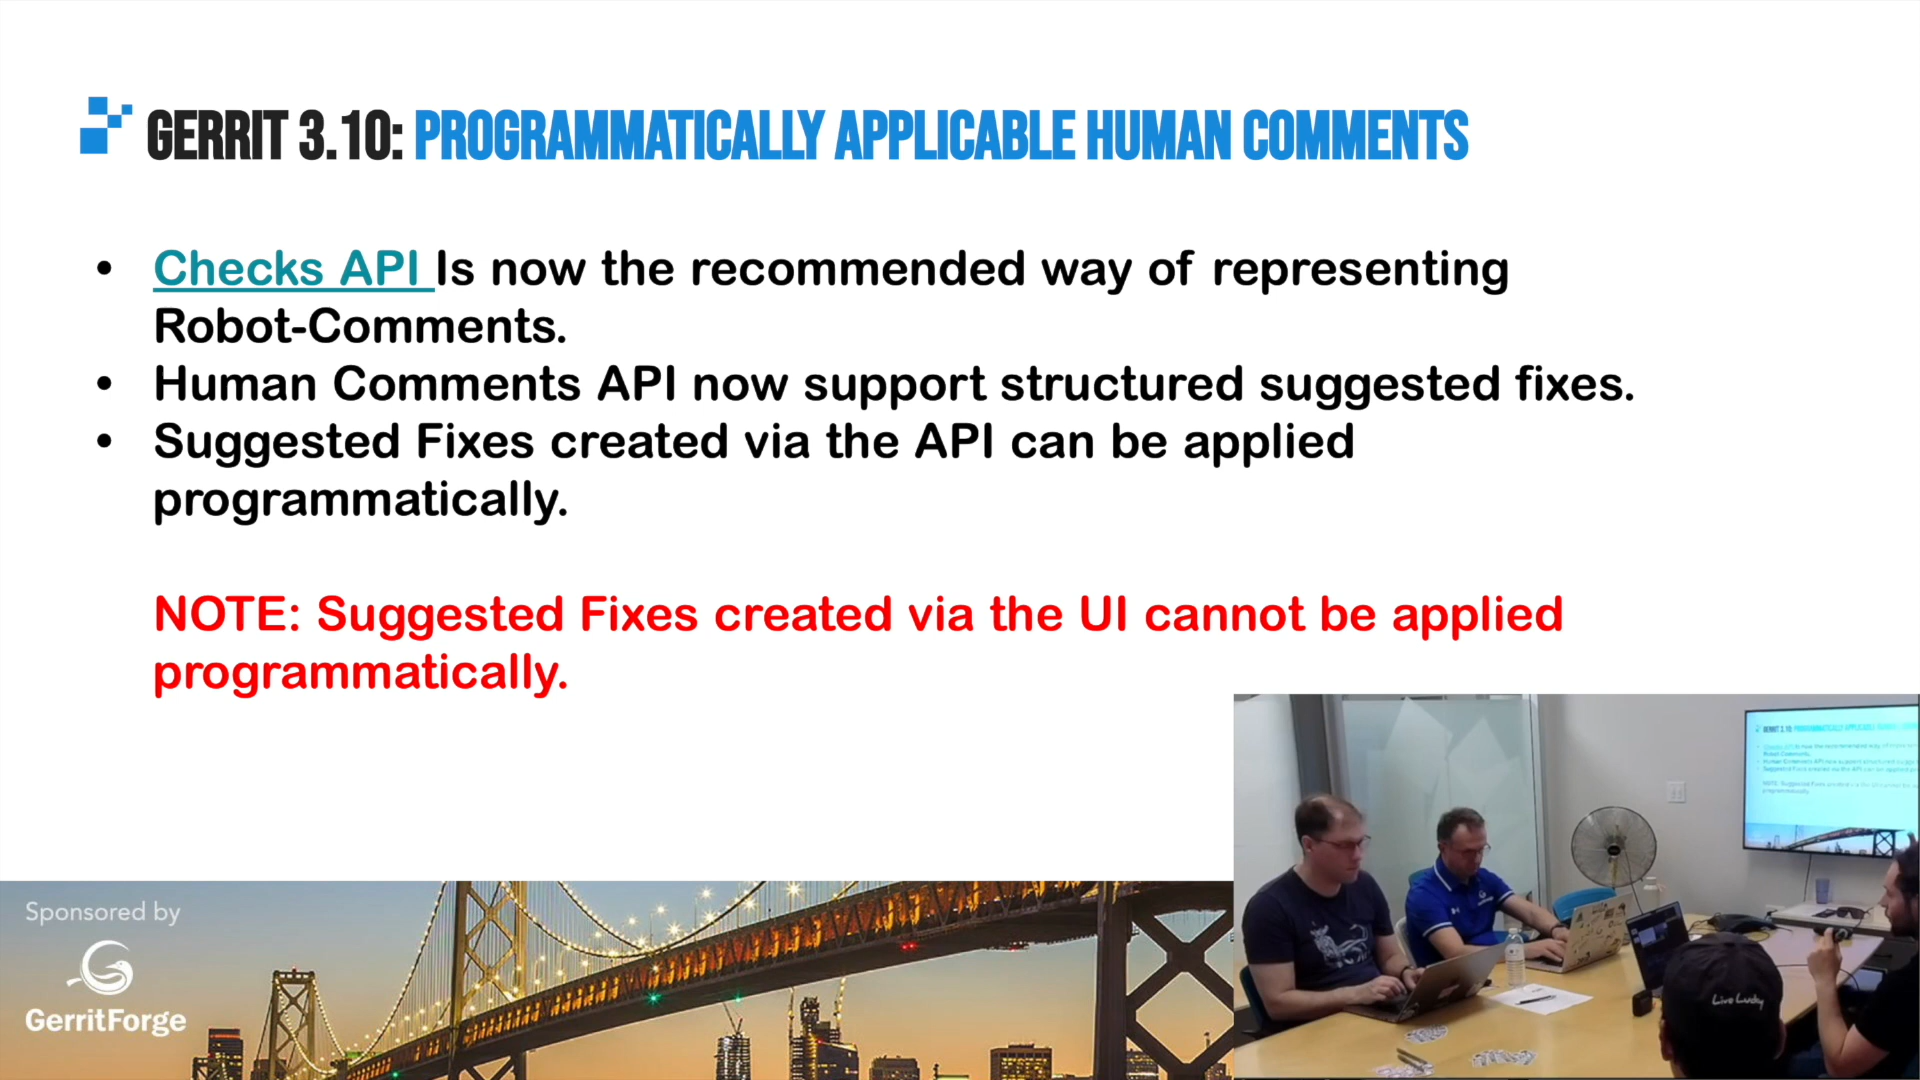 GERRIT 3.10: PROGRAMMATICALLY APPLICABLE HUMAN COMMENTS
• Checks API Is now the recommended way of representing
Robot-Comments.
• Human Comments API now support structured suggested fixes.
• Suggested Fixes created via the API can be applied
programmatically.
NOTE: Suggested Fixes created via the UI cannot be applied
programmatically.
Sponsored by
GerritForge
Live Lucky